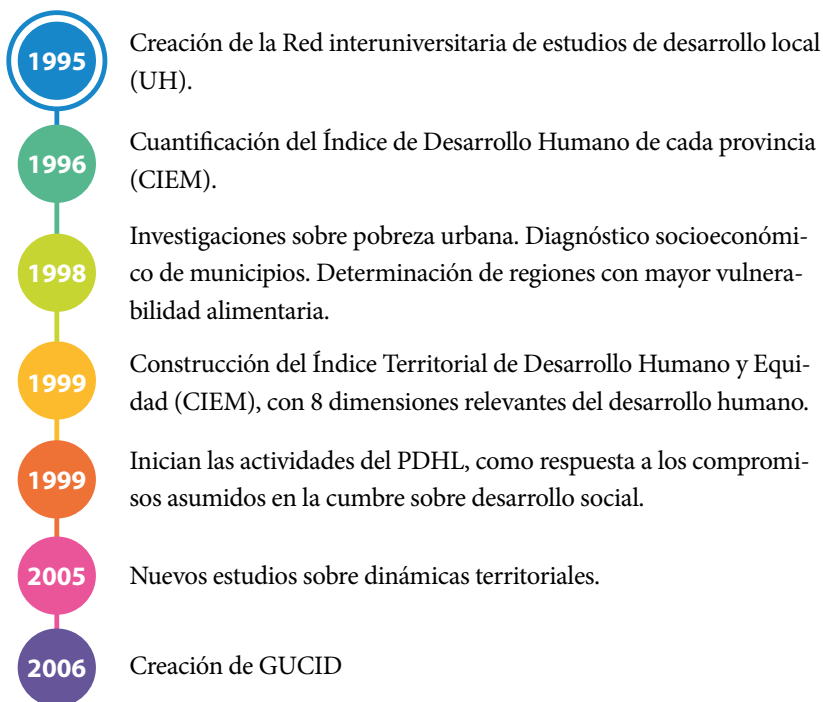 1995
Creación de la Red interuniversitaria de estudios de desarrollo local
(UH).
1996
Cuantificación del Índice de Desarrollo Humano de cada provincia
(CIEM).
1998
Investigaciones sobre pobreza urbana. Diagnóstico socioeconómi-
co de municipios. Determinación de regiones con mayor vulnera-
bilidad alimentaria.
1999
Construcción del Índice Territorial de Desarrollo Humano y Equi-
dad (CIEM), con 8 dimensiones relevantes del desarrollo humano.
1999
Inician las actividades del PDHL, como respuesta a los compromi-
sos asumidos en la cumbre sobre desarrollo social.
2005
Nuevos estudios sobre dinámicas territoriales.
2006
Creación de GUCID